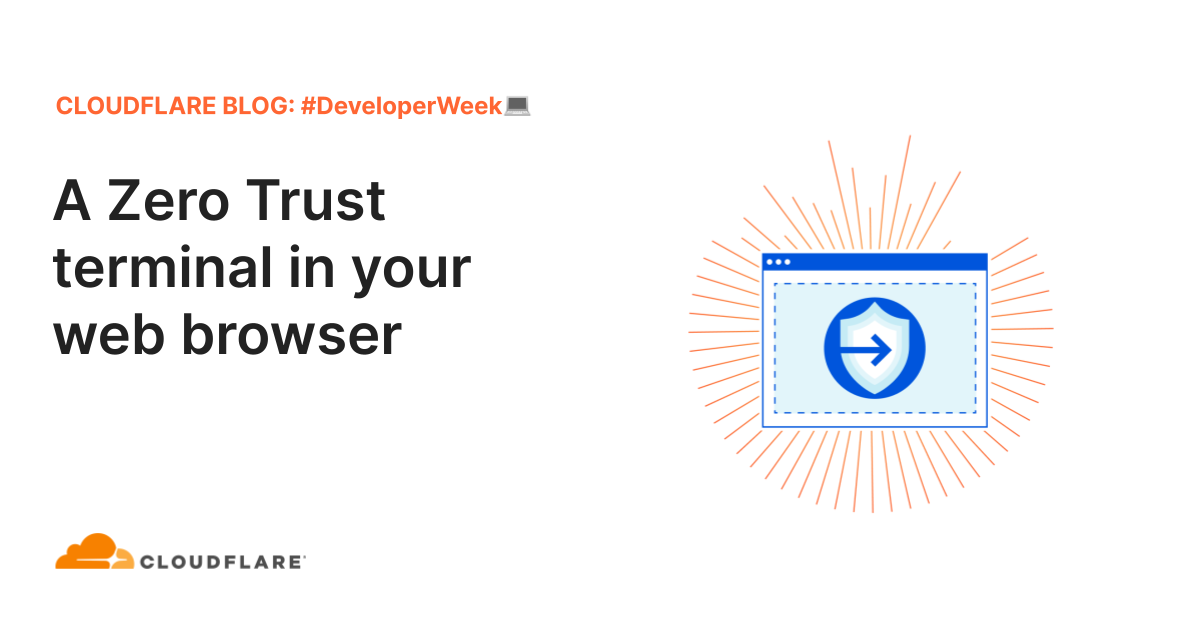 CLOUDFLARE BLOG: #DeveloperWeek💻
A Zero Trust
terminal in your
web browser
CLOUDFLARE